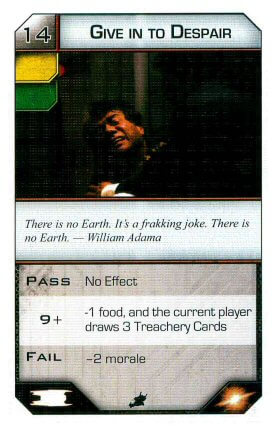 14 GIVE IN TO DESPAIR
There is no Earth. It's a frakking joke. There is
no Earth. — William Adama
PASS No Effect
9+ -1 food, and the current player
draws 3 Treachery Cards
FAIL -2 morale